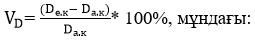 V_D = (D_е.к − D_а.к) / D_а.к * 100%, мұндағы: